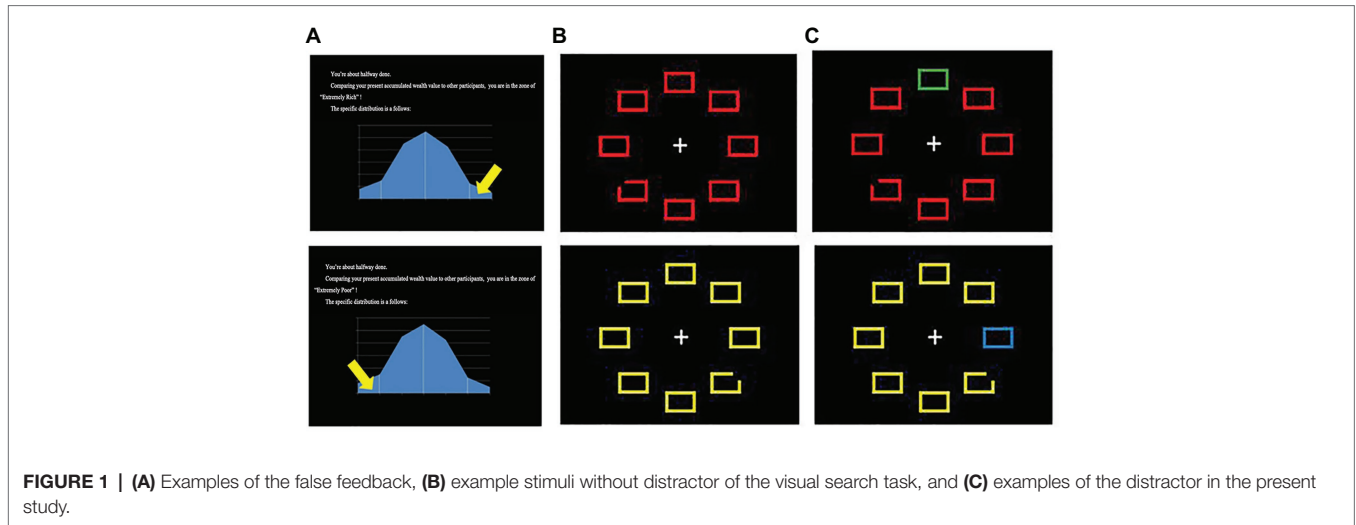 A
B
C
You're about halfway done.
Comparing your present accumulated wealth value to other participants, you are in the zone of
"Extremely Rich" !
The specific distribution is a follows:
You're about halfway done.
Comparing your present accumulated wealth value to other participants, you are in the zone of
"Extremely Poor" !
The specific distribution is a follows:
FIGURE 1 | (A) Examples of the false feedback, (B) example stimuli without distractor of the visual search task, and (C) examples of the distractor in the present
study.